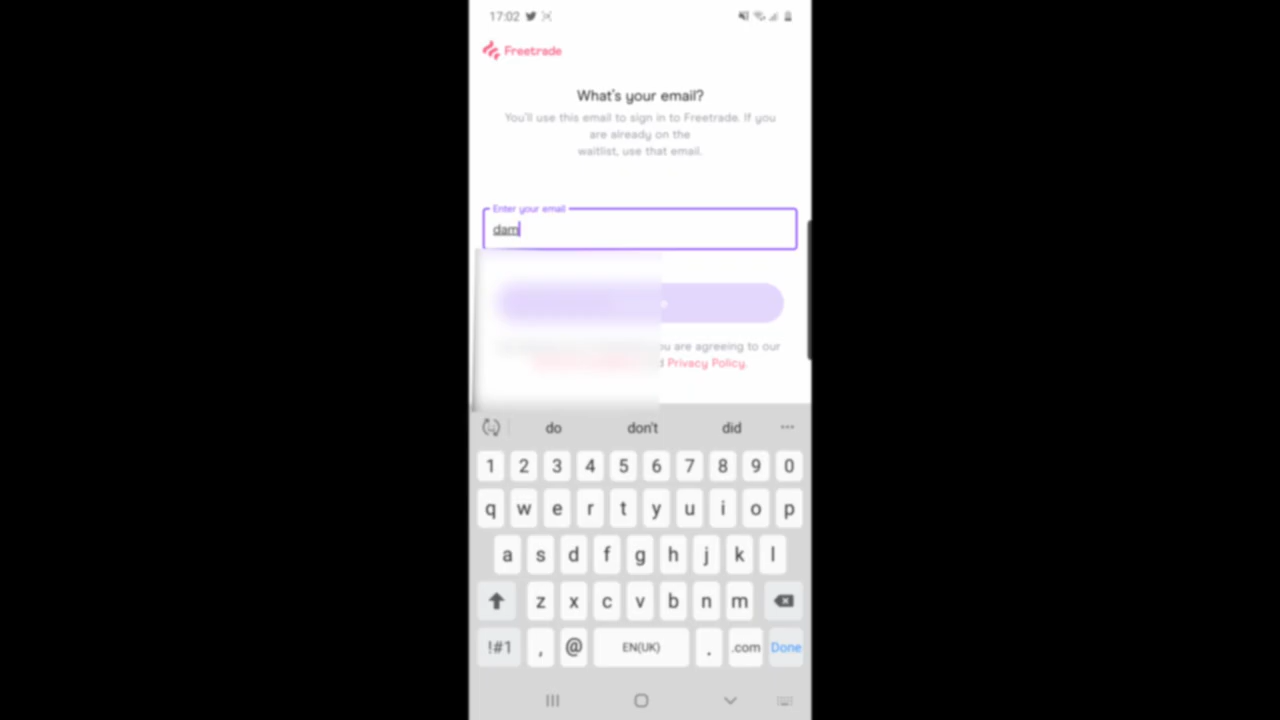 17:02
Freetrade
What's your email?
You'll use this email to sign in to Freetrade. If you
are already on the
waitlist, use that email.
Enter your email
dam
you are agreeing to our
Privacy Policy.
do don't did ...
1 2 3 4 5 6 7 8 9 0
q w e r t y u i o p
a s d f g h j k l
z x c v b n m
!#1 , @ EN(UK) . .com Done